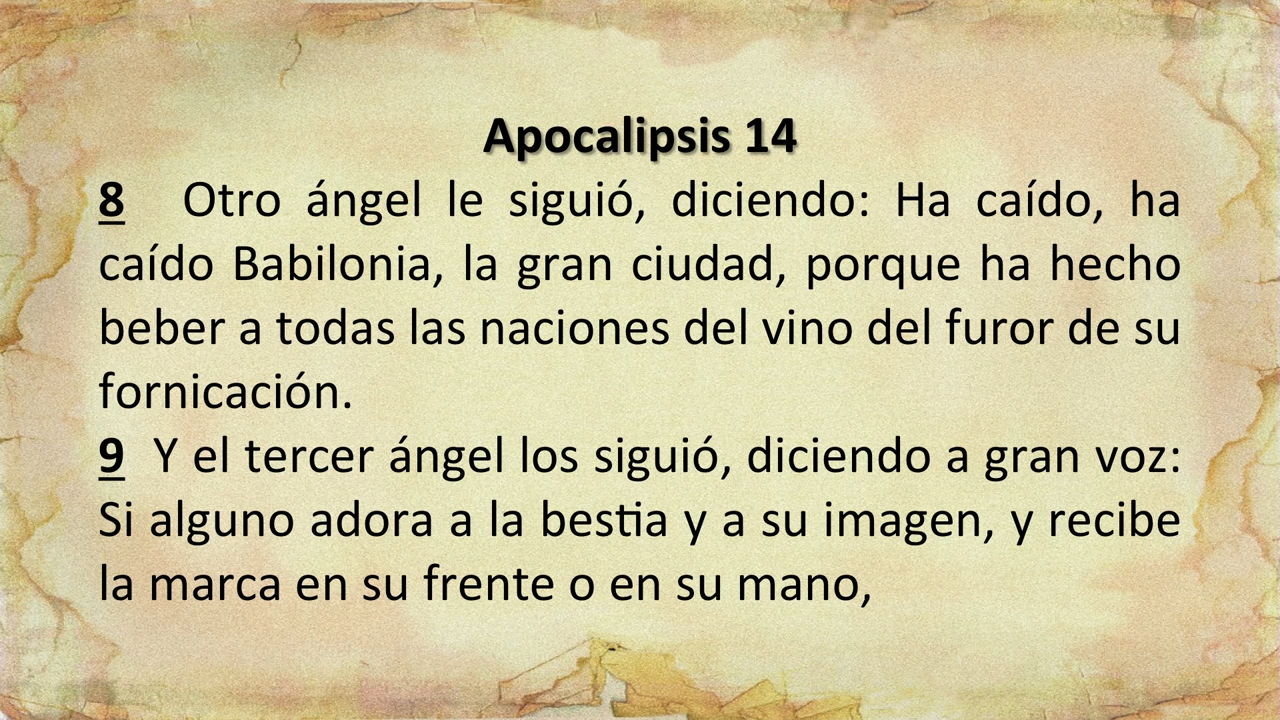 Apocalipsis 14
8 Otro ángel le siguió, diciendo: Ha caído, ha
caído Babilonia, la gran ciudad, porque ha hecho
beber a todas las naciones del vino del furor de su
fornicación.
9 Y el tercer ángel los siguió, diciendo a gran voz:
Si alguno adora a la bestia y a su imagen, y recibe
la marca en su frente o en su mano,